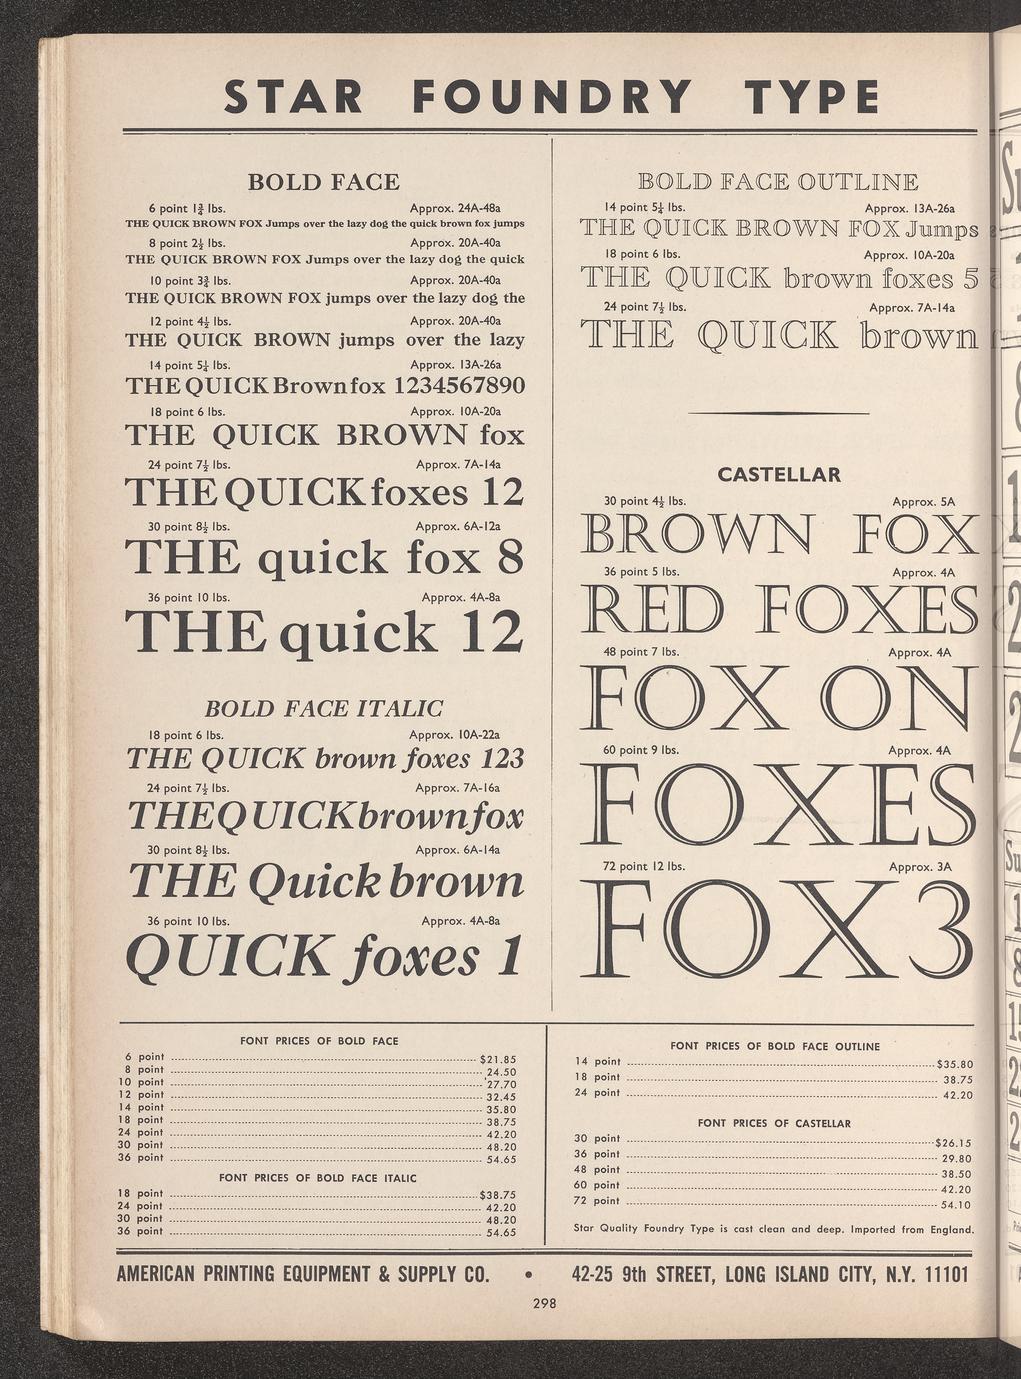 STAR FOUNDRY TYPE
BOLD FACE
6 point 1¾ lbs. Approx. 24A-48a
THE QUICK BROWN FOX Jumps over the lazy dog the quick brown fox jumps
8 point 2½ lbs. Approx. 20A-40a
THE QUICK BROWN FOX Jumps over the lazy dog the quick
10 point 3¾ lbs. Approx. 20A-40a
THE QUICK BROWN FOX jumps over the lazy dog the
12 point 4½ lbs. Approx. 20A-40a
THE QUICK BROWN jumps over the lazy
14 point 5¼ lbs. Approx. 13A-26a
THE QUICK Brown fox 1234567890
18 point 6 lbs. Approx. 10A-20a
THE QUICK BROWN fox
24 point 7½ lbs. Approx. 7A-14a
THE QUICK foxes 12
30 point 8½ lbs. Approx. 6A-12a
THE quick fox 8
36 point 10 lbs. Approx. 4A-8a
THE quick 12
BOLD FACE ITALIC
18 point 6 lbs. Approx. 10A-22a
THE QUICK brown foxes 123
24 point 7½ lbs. Approx. 7A-16a
THE QUICK brown fox
30 point 8½ lbs. Approx. 6A-14a
THE Quick brown
36 point 10 lbs. Approx. 4A-8a
QUICK foxes 1
BOLD FACE OUTLINE
14 point 5¼ lbs. Approx. 13A-26a
THE QUICK BROWN FOX Jumps
18 point 6 lbs. Approx. 10A-20a
THE QUICK brown foxes 5
24 point 7½ lbs. Approx. 7A-14a
THE QUICK brown
CASTELLAR
30 point 4½ lbs. Approx. 5A
BROWN FOX
36 point 5 lbs. Approx. 4A
RED FOXES
48 point 7 lbs. Approx. 4A
FOX ON
60 point 9 lbs. Approx. 4A
FOXES
72 point 12 lbs. Approx. 3A
FOX 3
FONT PRICES OF BOLD FACE
6 point $21.85
8 point 24.50
10 point 27.70
12 point 32.45
14 point 35.80
18 point 38.75
24 point 42.20
30 point 48.20
36 point 54.65
FONT PRICES OF BOLD FACE ITALIC
18 point $38.75
24 point 42.20
30 point 48.20
36 point 54.65
FONT PRICES OF BOLD FACE OUTLINE
14 point $35.80
18 point 38.75
24 point 42.20
FONT PRICES OF CASTELLAR
30 point $26.15
36 point 29.80
48 point 38.50
60 point 42.20
72 point 54.10
Star Quality Foundry Type is cast clean and deep. Imported from England.
AMERICAN PRINTING EQUIPMENT & SUPPLY CO. • 42-25 9th STREET, LONG ISLAND CITY, N.Y. 11101
298